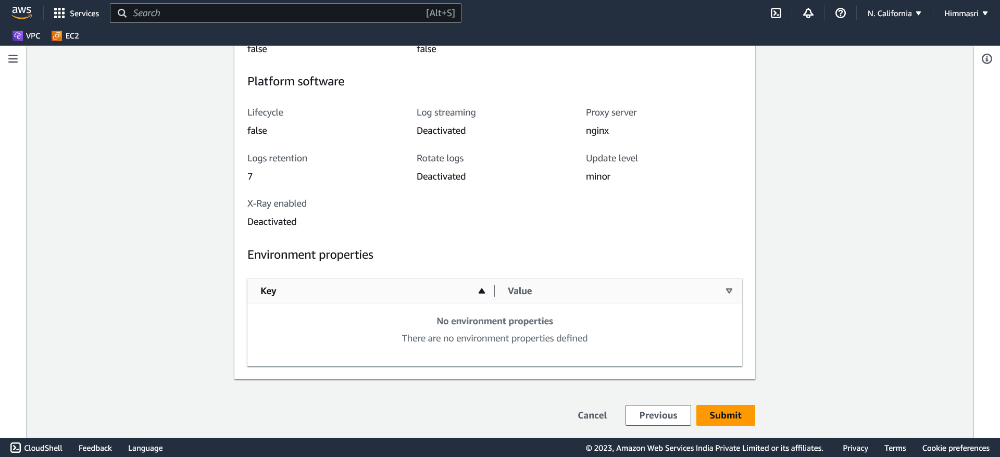 aws Services Search [Alt+S] N. California Himmasri
VPC EC2
false false
Platform software
Lifecycle Log streaming Proxy server
false Deactivated nginx
Logs retention Rotate logs Update level
7 Deactivated minor
X-Ray enabled
Deactivated
Environment properties
Key Value
No environment properties
There are no environment properties defined
Cancel Previous Submit
CloudShell Feedback Language © 2023, Amazon Web Services India Private Limited or its affiliates. Privacy Terms Cookie preferences